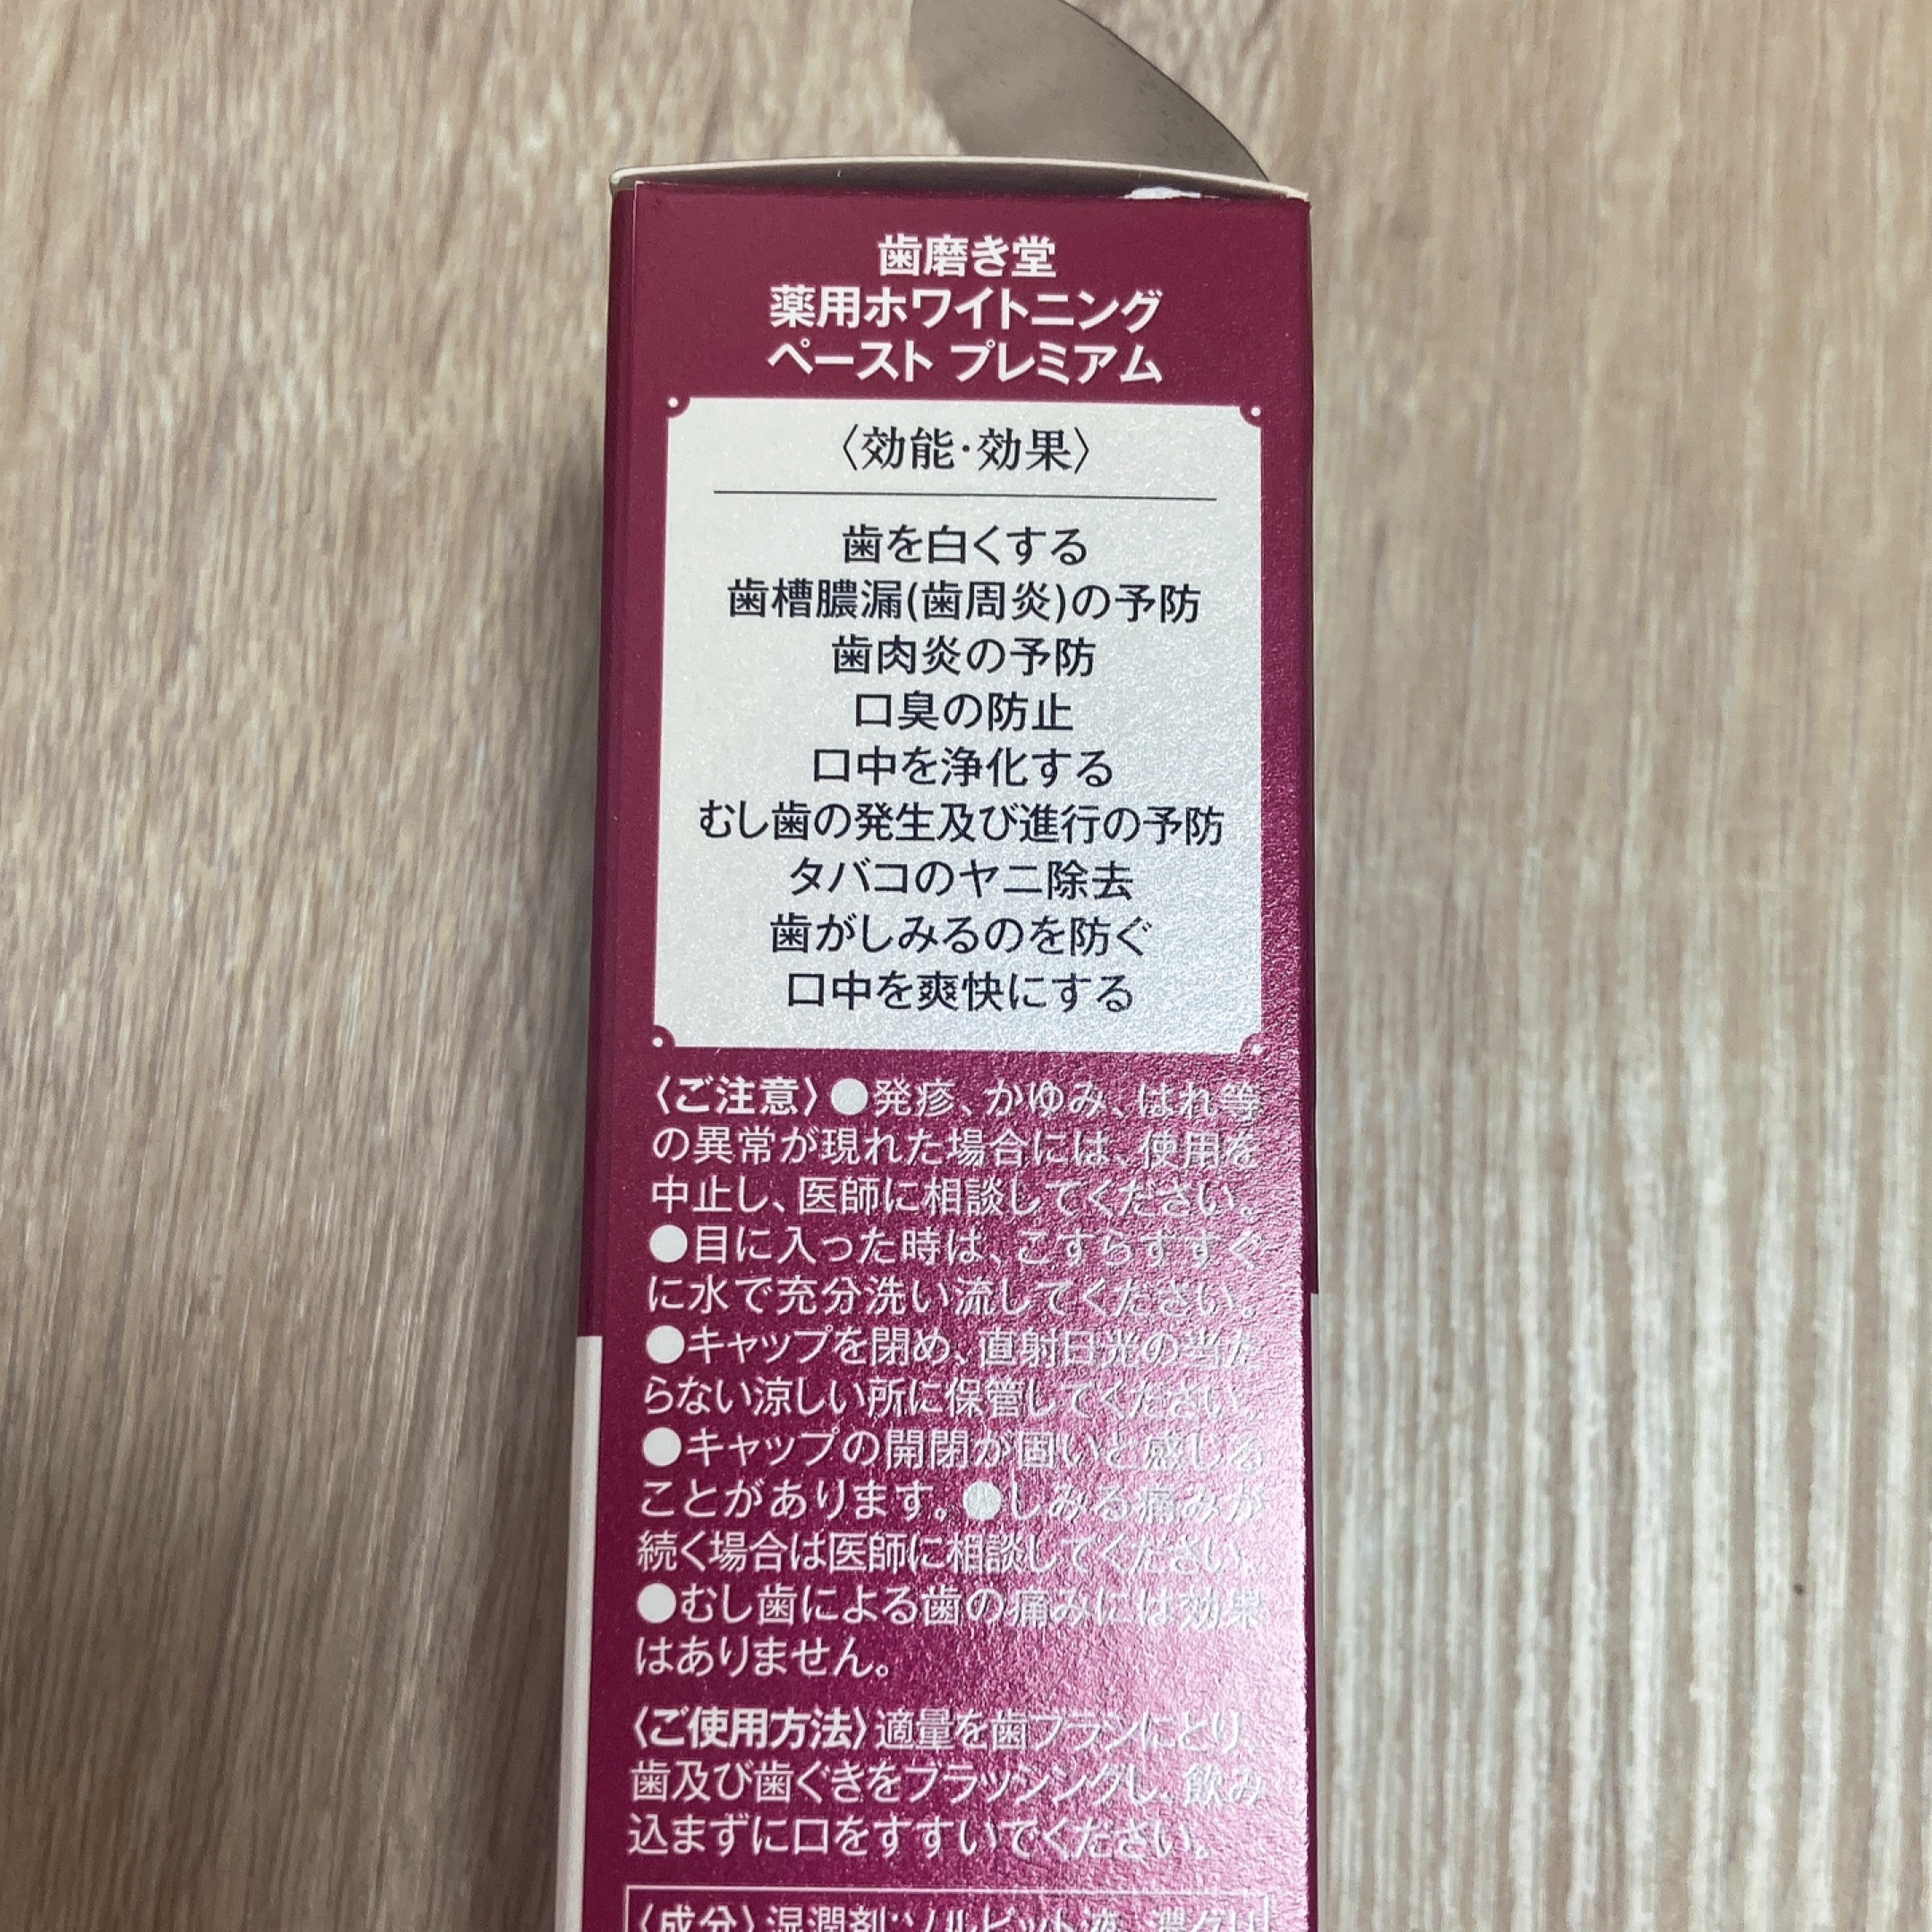 歯磨き堂
薬用ホワイトニング
ペースト プレミアム
〈効能·効果〉
歯を白くする
歯槽膿漏(歯周炎)の予防
歯肉炎の予防
口臭の防止
口中を浄化する
むし歯の発生及び進行の予防
タバコのヤニ除去
歯がしみるのを防ぐ
口中を爽快にする
〈ご注意〉●発疹、かゆみ、はれ等
の異常が現れた場合には、使用を
中止し、医師に相談してください。
●目に入った時は、こすらずすぐ
に水で充分洗い流してください。
●キャップを閉め、直射日光の当た
らない涼しい所に保管してください。
●キャップの開閉が固いと感じる
ことがあります。●しみる痛みが
続く場合は医師に相談してください。
●むし歯による歯の痛みには効果
はありません。
〈ご使用方法〉適量を歯ブラシにとり、
歯及び歯ぐきをブラッシングし、飲み
込まずに口をすすいでください。
〈成分〉湿潤剤:ソルビット液、濃グリ